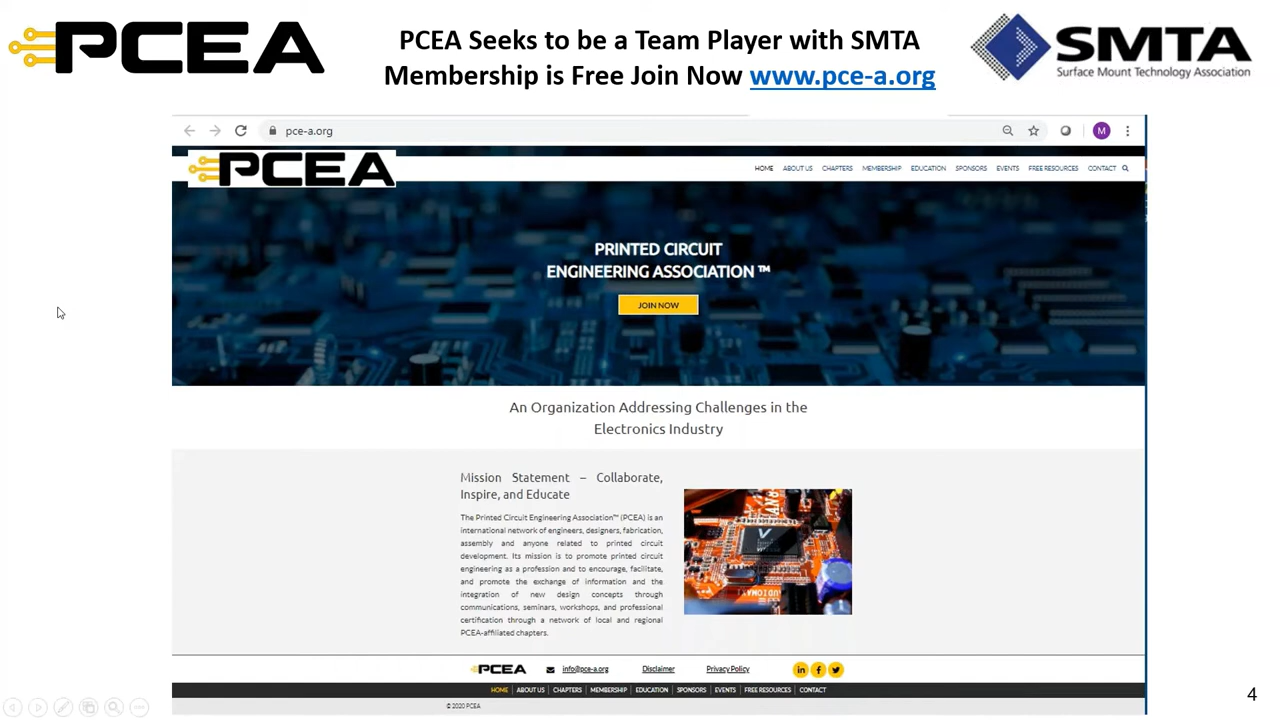 PCEA
PCEA Seeks to be a Team Player with SMTA
Membership is Free Join Now www.pce-a.org
SMTA
Surface Mount Technology Association
pce-a.org
M
PCEA
HOME ABOUT US CHAPTERS MEMBERSHIP EDUCATION SPONSORS EVENTS FREE RESOURCES CONTACT
PRINTED CIRCUIT
ENGINEERING ASSOCIATION ™
JOIN NOW
An Organization Addressing Challenges in the
Electronics Industry
Mission Statement – Collaborate,
Inspire, and Educate
The Printed Circuit Engineering Association™ (PCEA) is an
international network of engineers, designers, fabrication,
assembly and anyone related to printed circuit
development. Its mission is to promote printed circuit
engineering as a profession and to encourage, facilitate,
and promote the exchange of information and the
integration of new design concepts through
communications, seminars, workshops, and professional
certification through a network of local and regional
PCEA-affiliated chapters.
PCEA info@pce-a.org Disclaimer Privacy Policy
HOME ABOUT US CHAPTERS MEMBERSHIP EDUCATION SPONSORS EVENTS FREE RESOURCES CONTACT
© 2020 PCEA
4